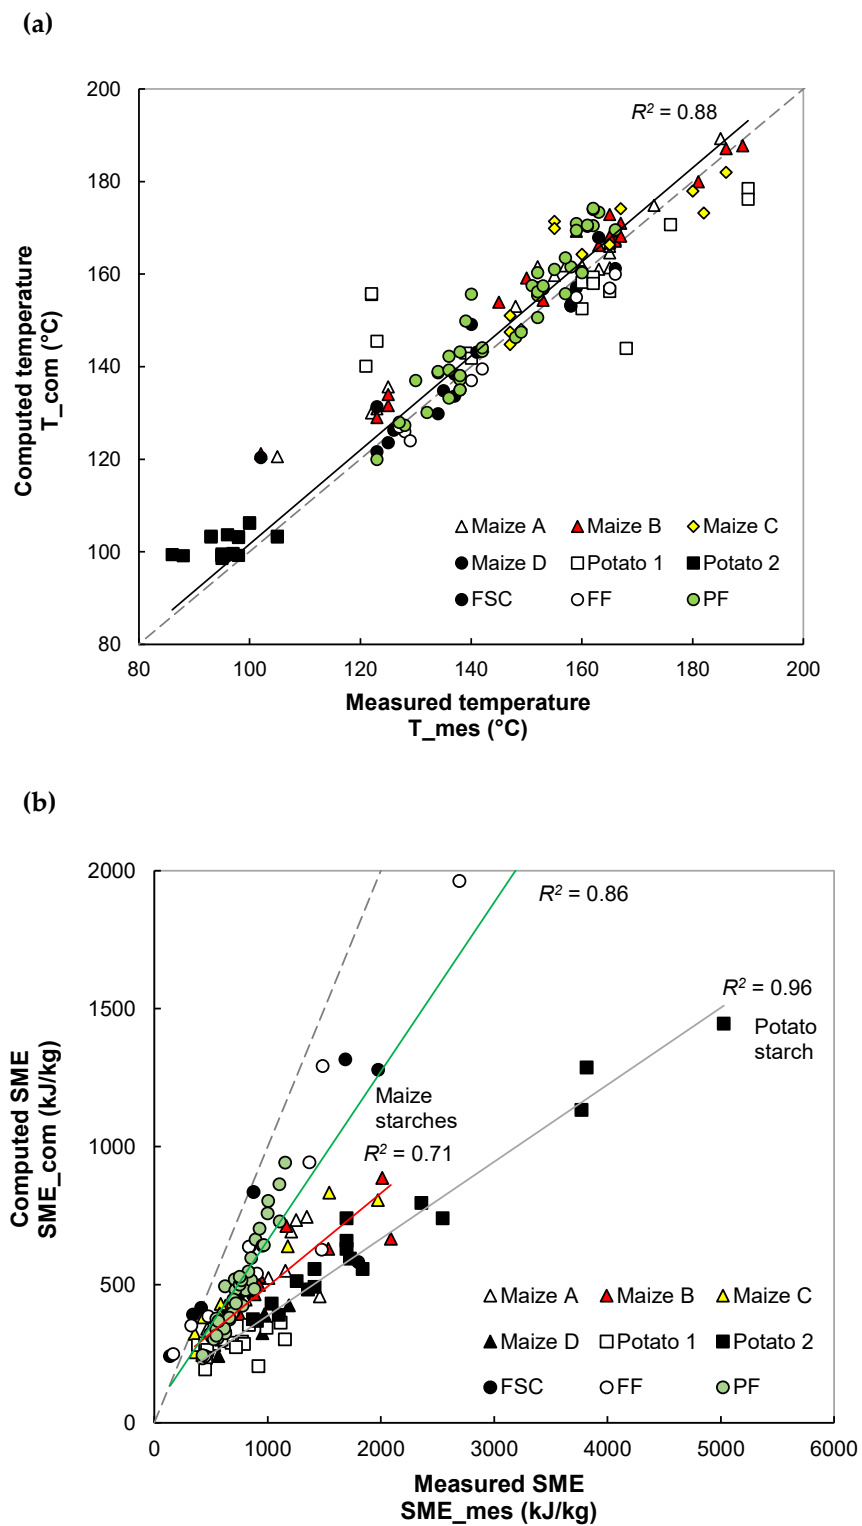 (a)
200
R² = 0.88
180
160
140
120
100
80
Computed temperature
T_com (°C)
Maize A Maize B Maize C
Maize D Potato 1 Potato 2
FSC FF PF
80 100 120 140 160 180 200
Measured temperature
T_mes (°C)
(b)
2000
R² = 0.86
1500
R² = 0.96
Potato
starch
Maize
starches
R² = 0.71
1000
500
0
Computed SME
SME_com (kJ/kg)
Maize A Maize B Maize C
Maize D Potato 1 Potato 2
FSC FF PF
0 1000 2000 3000 4000 5000 6000
Measured SME
SME_mes (kJ/kg)